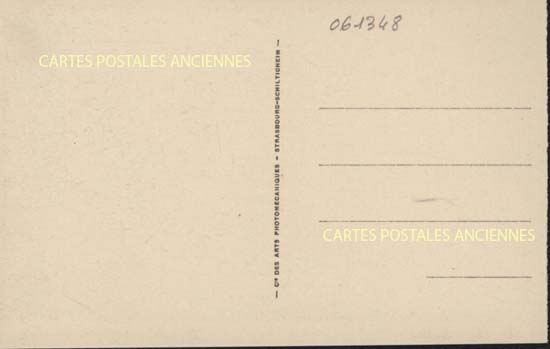 061348
CARTES POSTALES ANCIENNES
— Cie DES ARTS PHOTOMÉCANIQUES - STRASBOURG-SCHILTIGHEIM —
CARTES POSTALES ANCIENNES